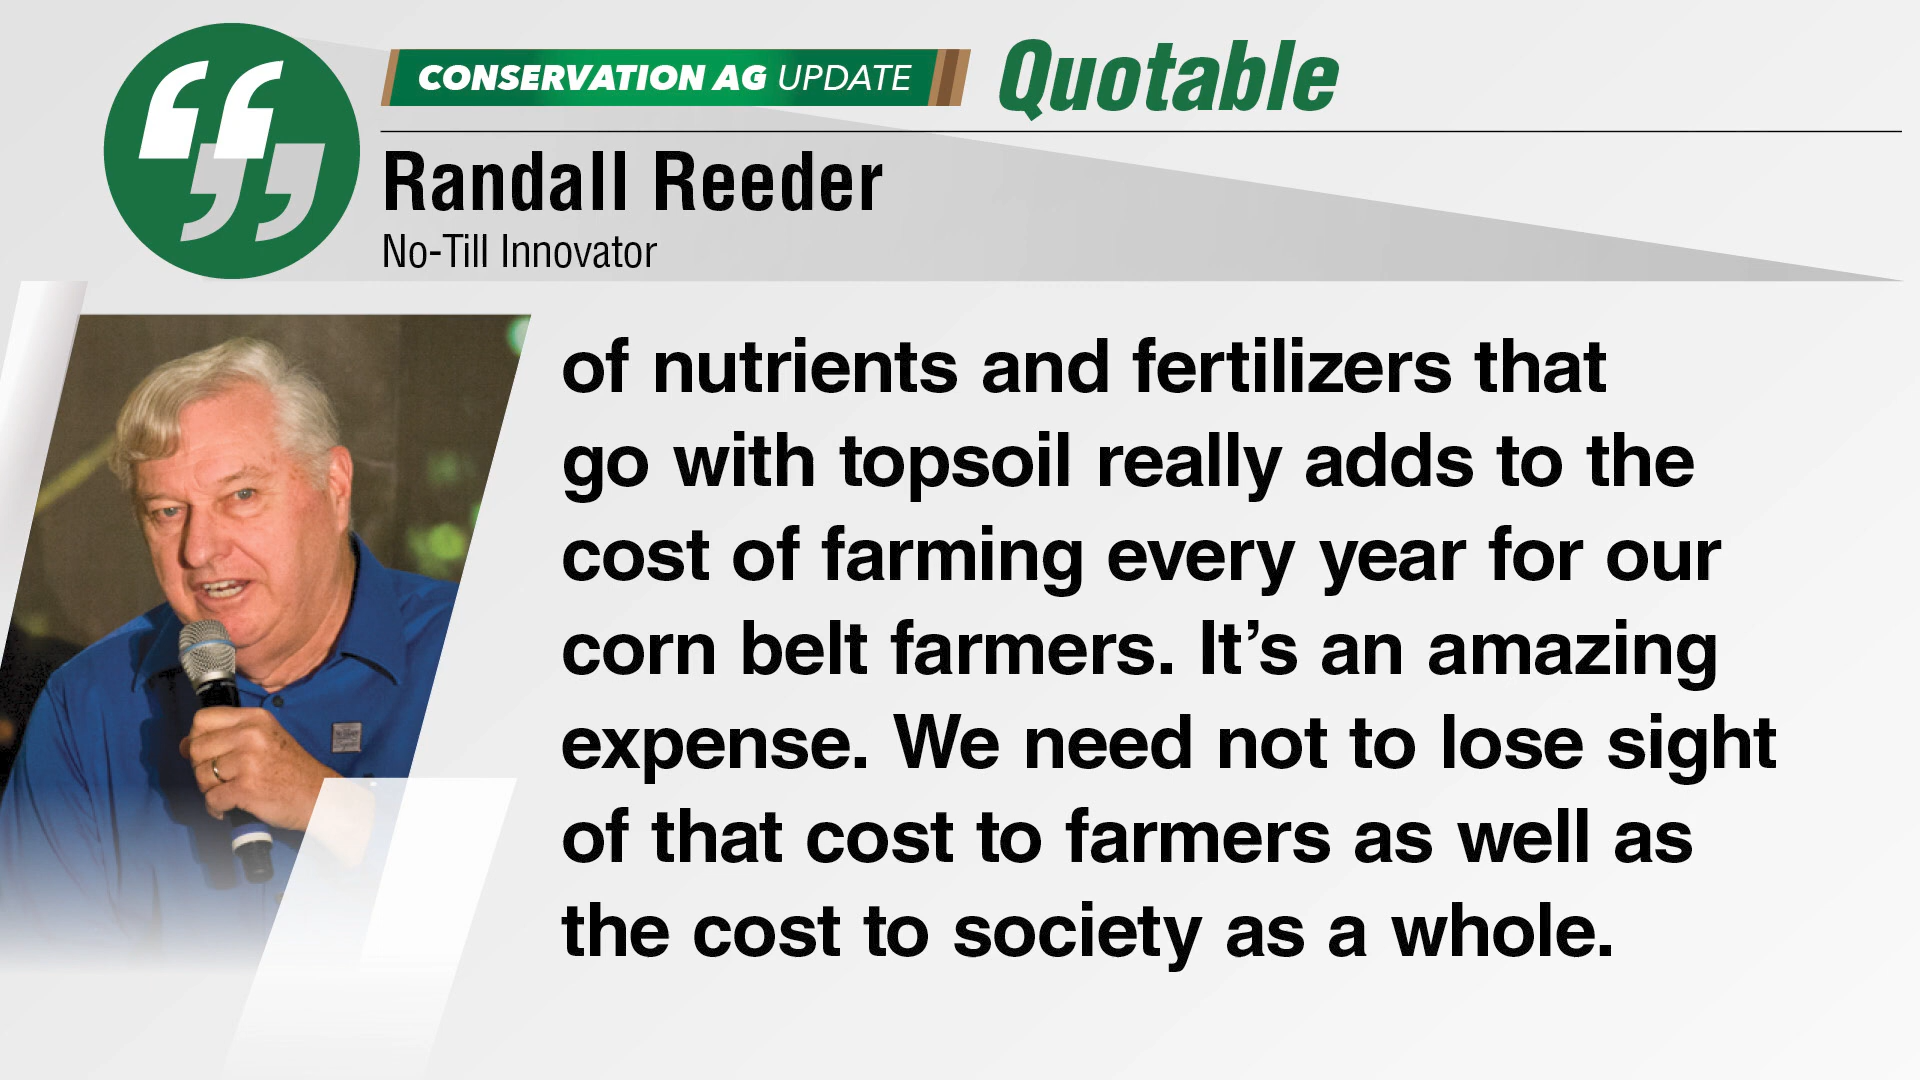 CONSERVATION AG UPDATE Quotable
Randall Reeder
No-Till Innovator
of nutrients and fertilizers that
go with topsoil really adds to the
cost of farming every year for our
corn belt farmers. It’s an amazing
expense. We need not to lose sight
of that cost to farmers as well as
the cost to society as a whole.